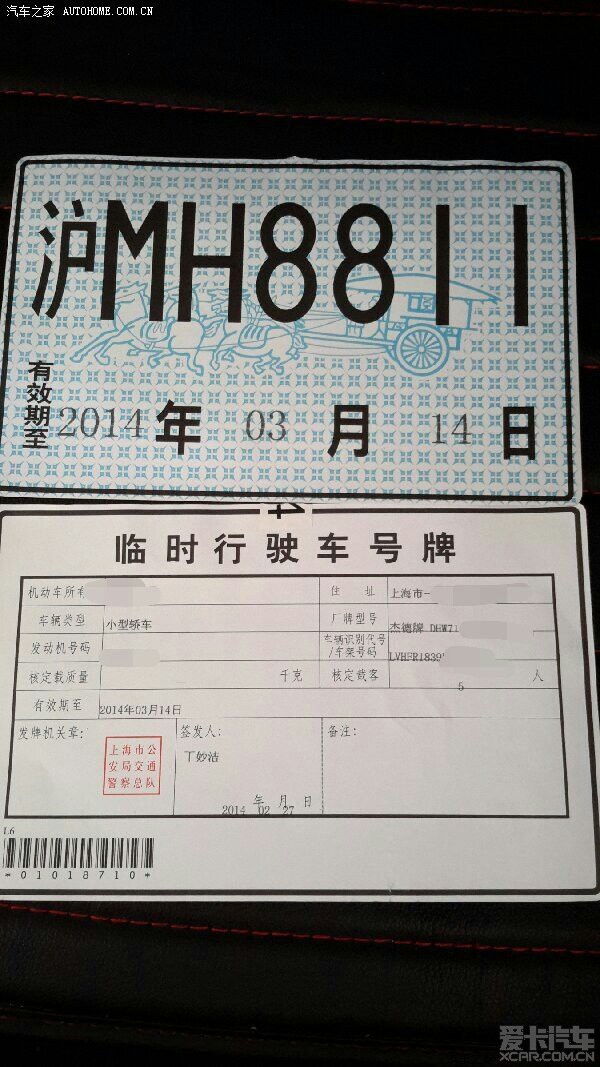 汽车之家 AUTOHOME.COM.CN
沪MH8811
有效期至 2014 年 03 月 14 日
临时行驶车号牌
机动车所有 住 址 上海市
车辆类型 小型轿车 厂牌型号 杰德牌 DHW71
发动机号码 车辆识别代号/车架号码 LVHFR1839
核定载质量 千克 核定载客 5 人
有效期至 2014年03月14日
发牌机关章: 签发人: 备注:
丁妙洁
上海市公
安局交通
警察总队
年 月 日
2014 02 27
L6
*01018710*
爱卡汽车
XCAR.COM.CN